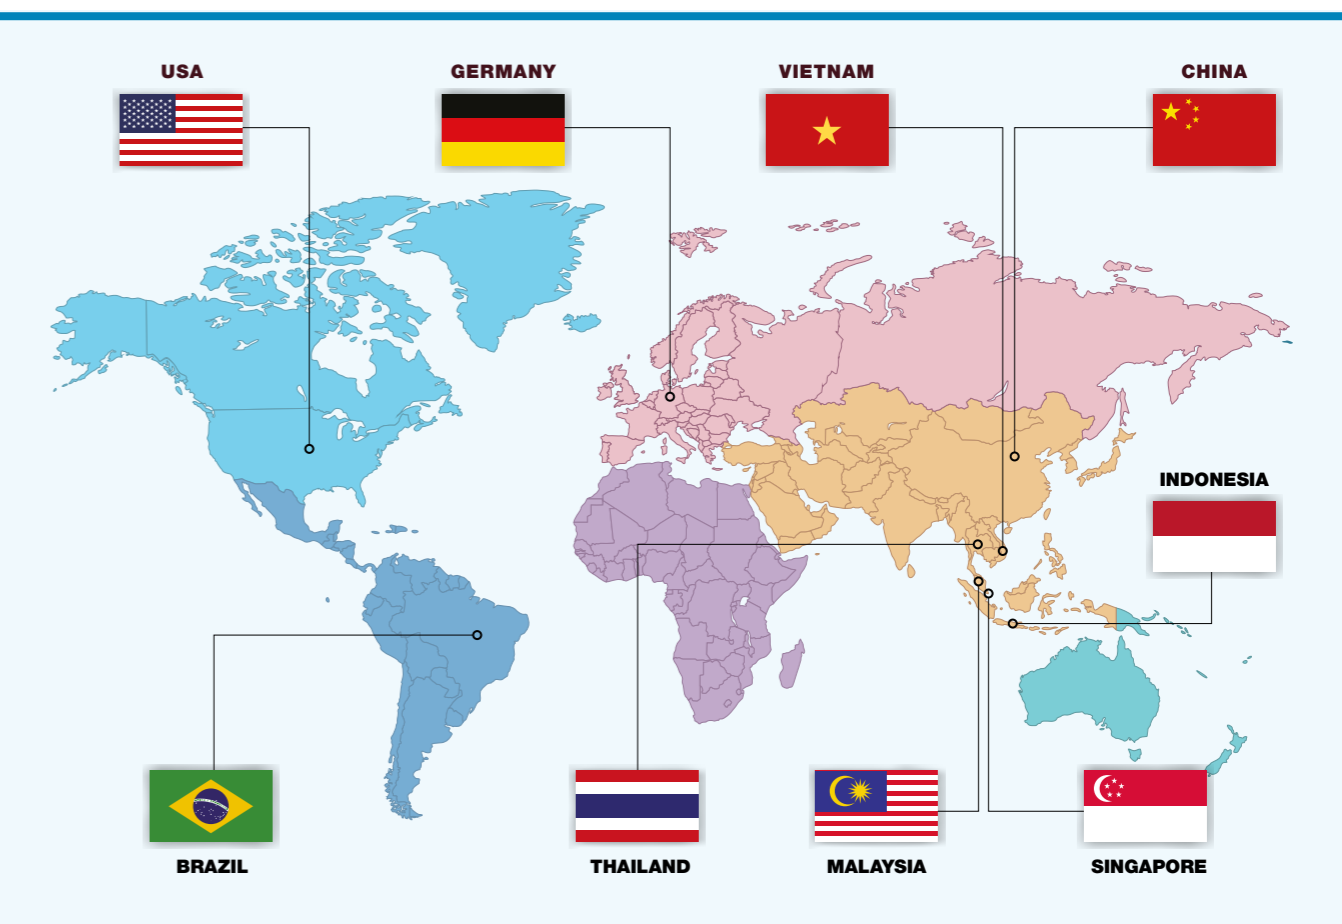 USA
GERMANY
VIETNAM
CHINA
INDONESIA
BRAZIL
THAILAND
MALAYSIA
SINGAPORE